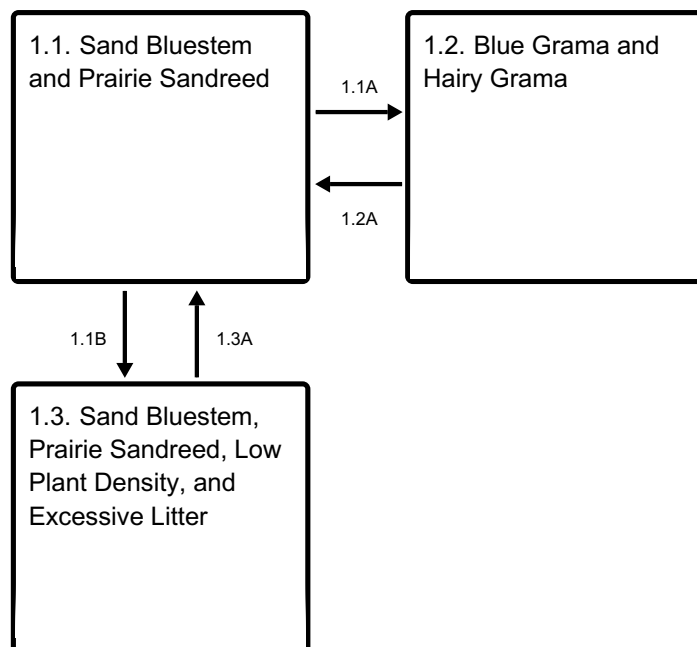 1.1. Sand Bluestem
and Prairie Sandreed
1.2. Blue Grama and
Hairy Grama
1.1A
1.2A
1.1B
1.3A
1.3. Sand Bluestem,
Prairie Sandreed, Low
Plant Density, and
Excessive Litter